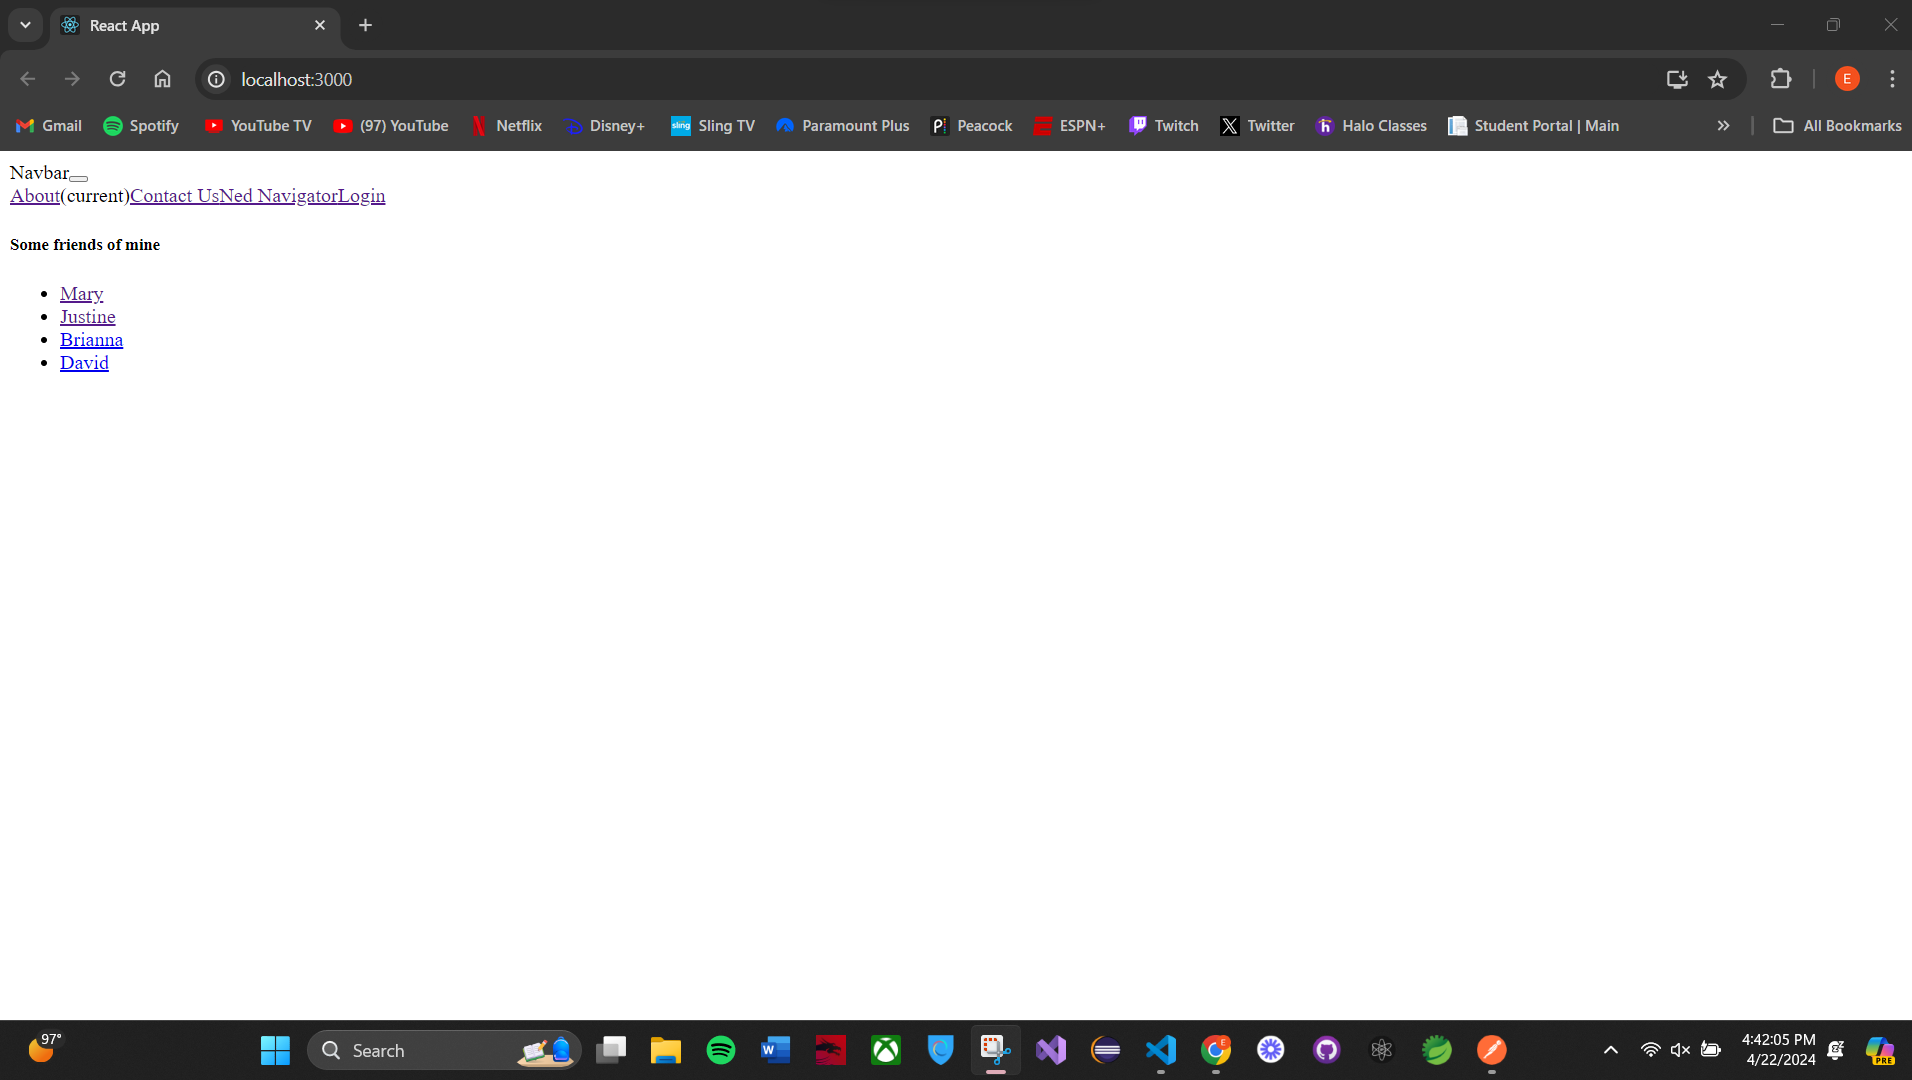 React App
localhost:3000
E
Gmail Spotify YouTube TV (97) YouTube Netflix Disney+ sling Sling TV Paramount Plus Peacock ESPN+ Twitch Twitter Halo Classes Student Portal | Main All Bookmarks
Navbar
About(current)Contact UsNed NavigatorLogin
Some friends of mine
Mary
Justine
Brianna
David
97° Search 4:42:05 PM
4/22/2024
PRE